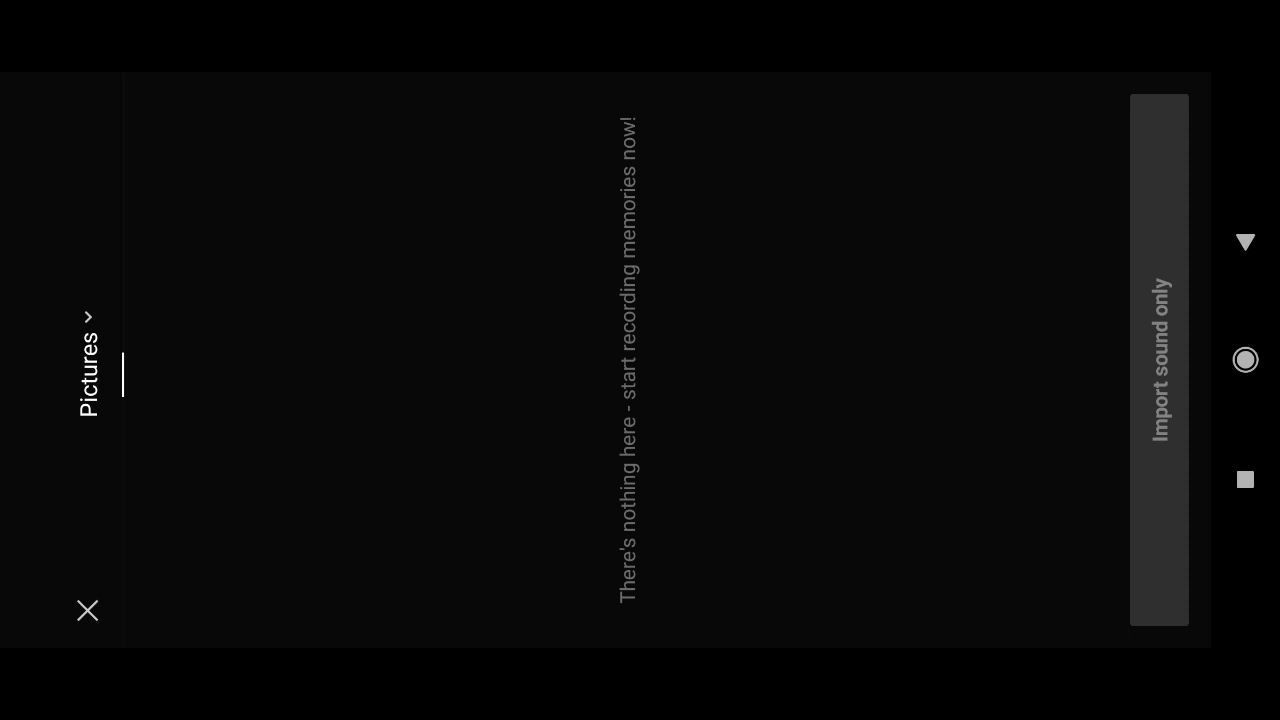 Pictures
There's nothing here - start recording memories now!
Import sound only